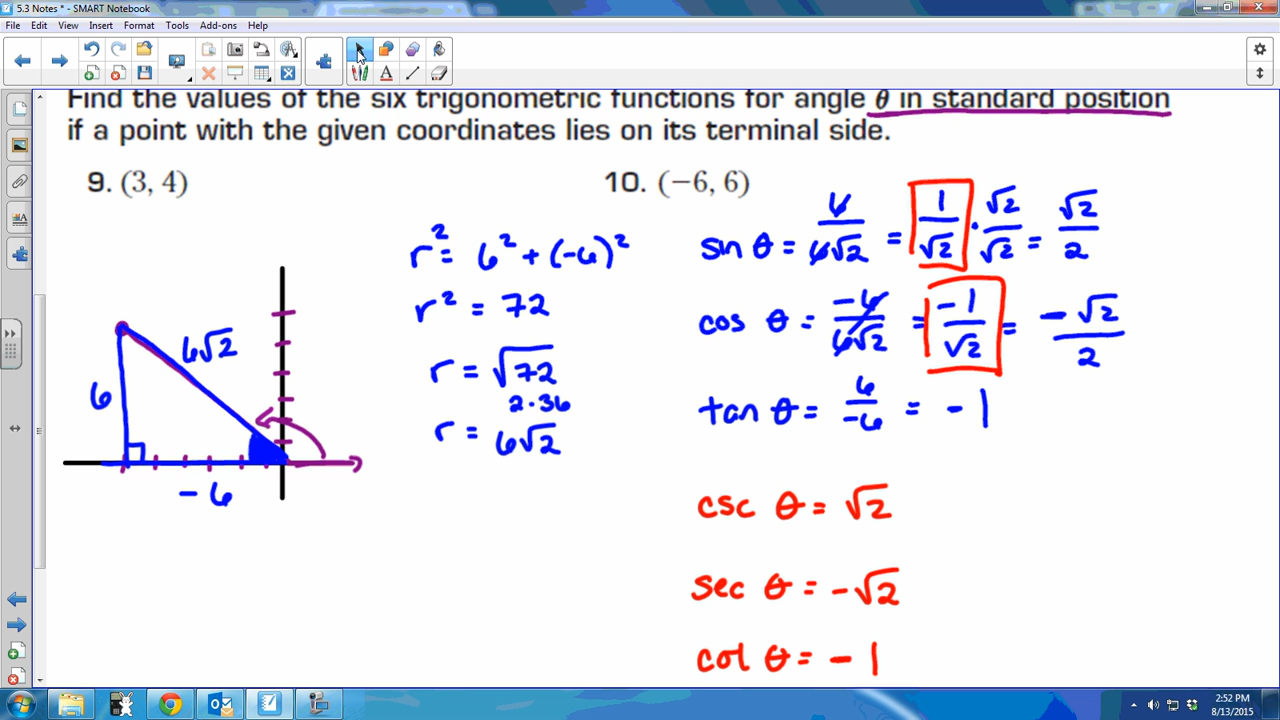 5.3 Notes * - SMART Notebook
File Edit View Insert Format Tools Add-ons Help
Find the values of the six trigonometric functions for angle θ in standard position
if a point with the given coordinates lies on its terminal side.
9. (3, 4)
10. (−6, 6)
r² = 6² + (-6)²
r² = 72
r = √72
2·36
r = 6√2
6√2
6
-6
sin θ = 6/6√2 = 1/√2 · √2/√2 = √2/2
cos θ = -6/6√2 = -1/√2 = -√2/2
tan θ = 6/-6 = -1
csc θ = √2
sec θ = -√2
cot θ = -1
2:52 PM
8/13/2015